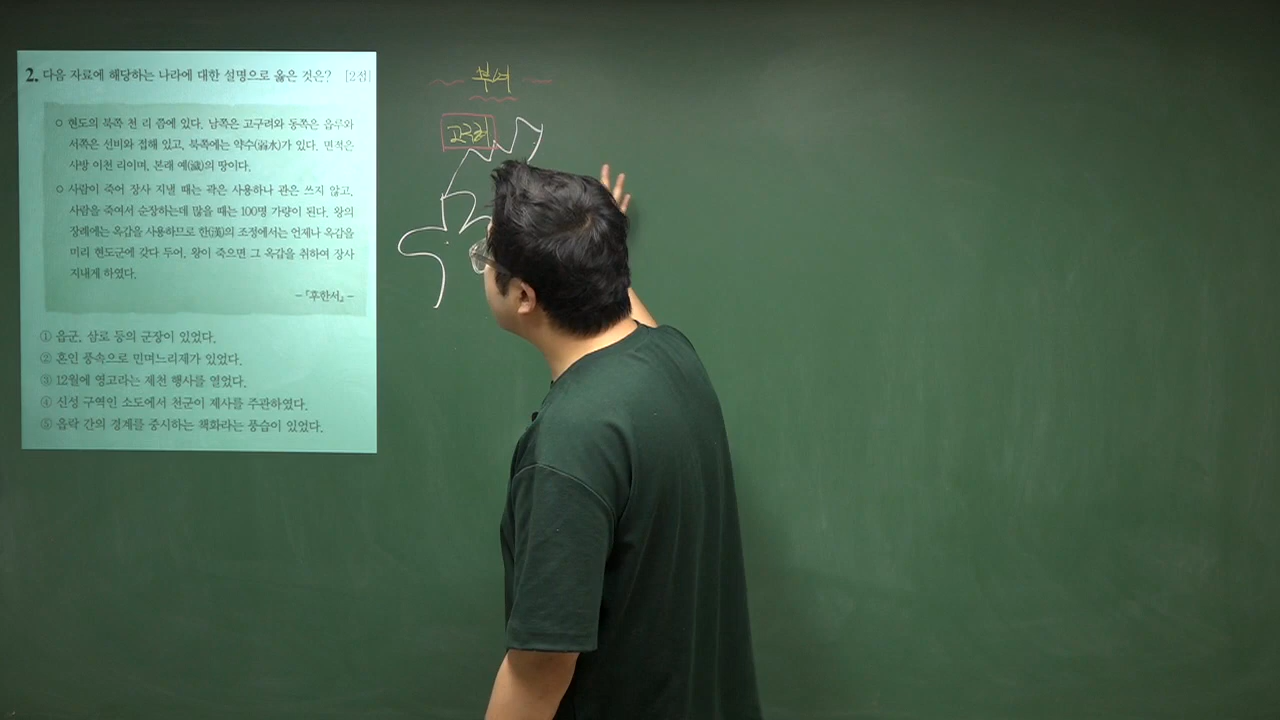 2. 다음 자료에 해당하는 나라에 대한 설명으로 옳은 것은? [2점]
○ 현도의 북쪽 천 리 쯤에 있다. 남쪽은 고구려와 동쪽은 읍루와
서쪽은 선비와 접해 있고, 북쪽에는 약수(弱水)가 있다. 면적은
사방 이천 리이며, 본래 예(濊)의 땅이다.
○ 사람이 죽어 장사 지낼 때는 곽은 사용하나 관은 쓰지 않고,
사람을 죽여서 순장하는데 많을 때는 100명 가량이 된다. 왕의
장례에는 옥갑을 사용하므로 한(漢)의 조정에서는 언제나 옥갑을
미리 현도군에 갖다 두어, 왕이 죽으면 그 옥갑을 취하여 장사
지내게 하였다.
- 『후한서』 -
① 읍군, 삼로 등의 군장이 있었다.
② 혼인 풍속으로 민며느리제가 있었다.
③ 12월에 영고라는 제천 행사를 열었다.
④ 신성 구역인 소도에서 천군이 제사를 주관하였다.
⑤ 읍락 간의 경계를 중시하는 책화라는 풍습이 있었다.
부여
고구려